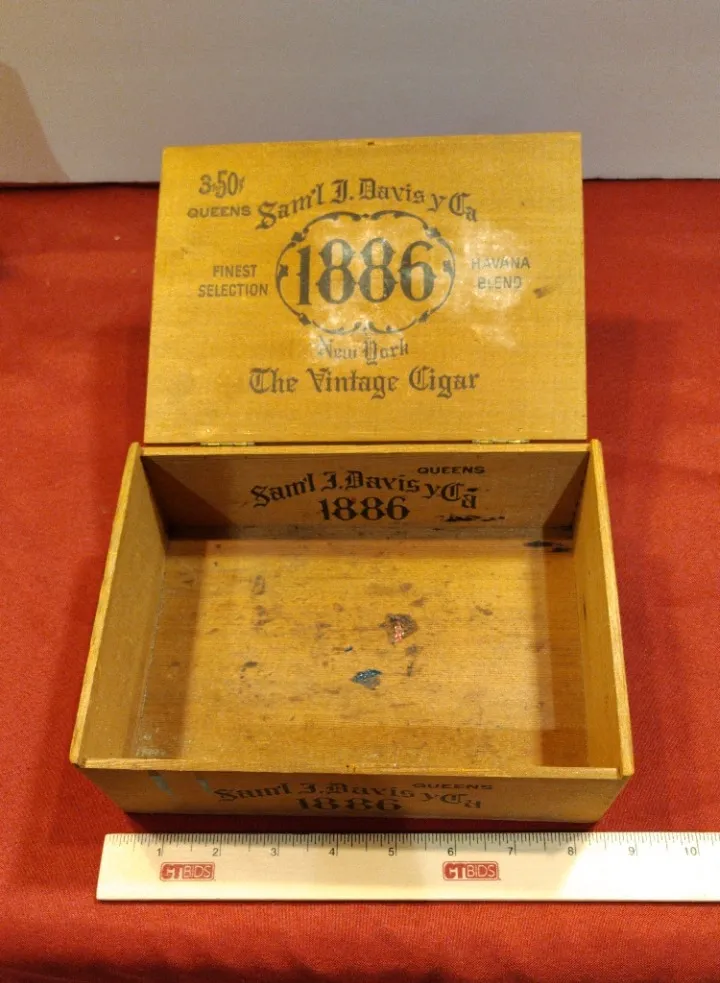 3-50¢
QUEENS
Sam'l I. Davis y Ca
FINEST
SELECTION
1886
HAVANA
BLEND
New York
The Vintage Cigar
QUEENS
Sam'l I. Davis y Ca
1886
QUEENS
Sam'l I. Davis y Ca
1886
1 2 3 4 5 6 7 8 9 10
CTBIDS CTBIDS